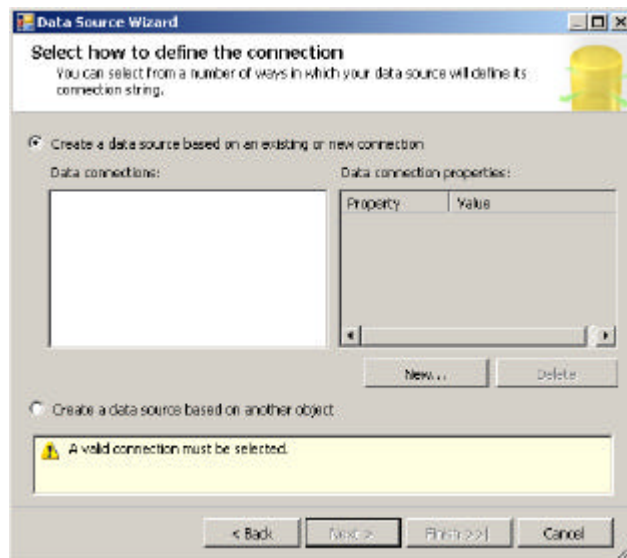 Data Source Wizard
Select how to define the connection
You can select from a number of ways in which your data source will define its
connection string.
Create a data source based on an existing or new connection
Data connections:
Data connection properties:
Property Value
New... Delete
Create a data source based on another object
A valid connection must be selected.
< Back Next > Finish >>| Cancel